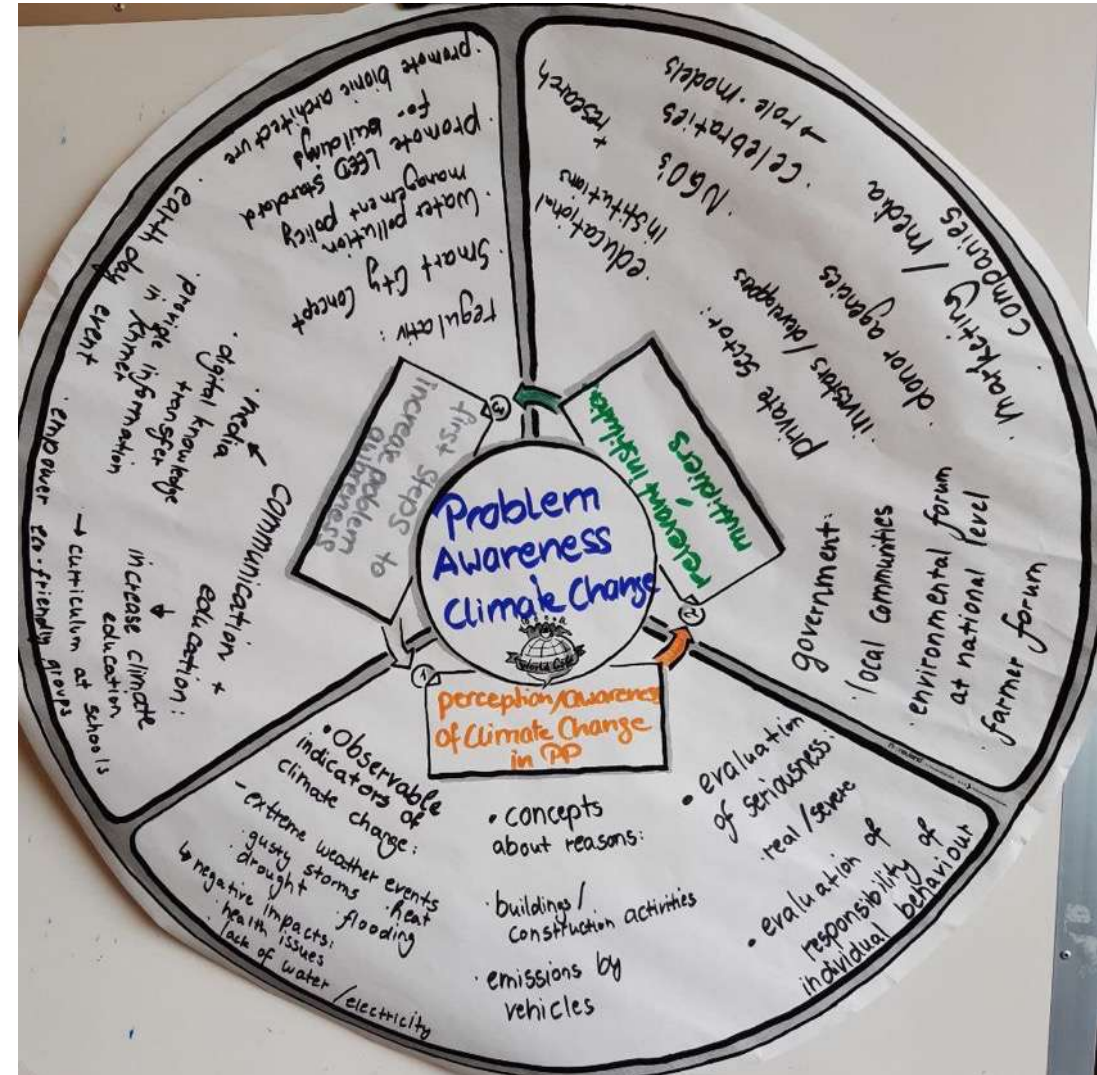 Problem
Awareness
Climate Change
World Café
1
perception/awareness
of Climate Change
in PP
• Observable
indicators of
climate change:
- extreme weather events
· gusty storms · heat
· drought · flooding
↳ negative impacts:
· health issues
lack of water / electricity
• concepts
about reasons:
· buildings /
construction activities
· emissions by
vehicles
• evaluation
of seriousness:
· real / severe
• evaluation of
responsibility of
individual behaviour
2
relevant institutions
multipliers
government:
· local communities
· environmental forum
at national level
· farmer forum
private sector:
· investors / developpers
· donor agencies
· marketing / media
companies
· educational
institutions
+ research
· NGO's
· celebraties
→ role-models
3
first steps to
increase problem
regulativ:
· Smart City Concept
· Water pollution
management policy
· promote LEED standard
for buildings
· promote bionic architecture
communication +
education:
· media
· digital knowledge
transfer
· provide information
in Khmer
· earth day event
increase climate
education
→ curriculum at schools
· empower eco-friendly groups